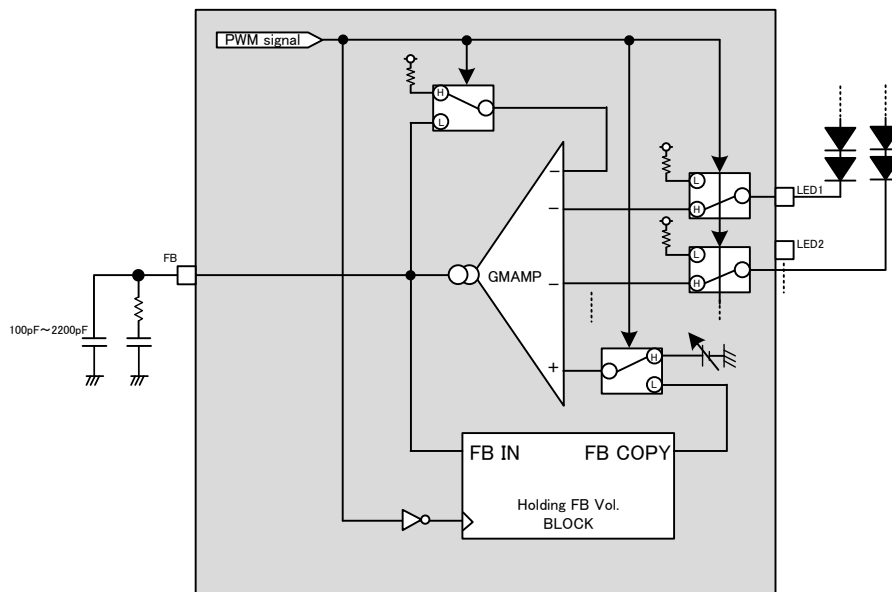 PWM signal
H
L
L
H
LED1
L
H
LED2
FB
GMAMP
100pF～2200pF
H
L
FB IN
FB COPY
Holding FB Vol.
BLOCK